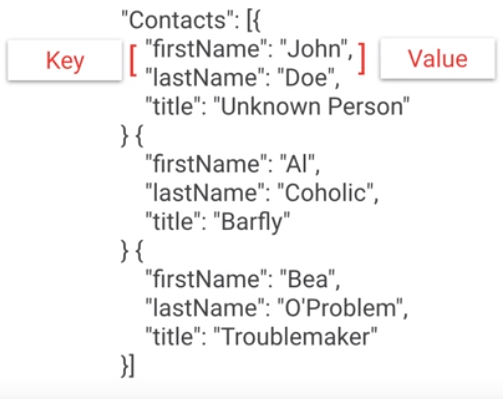 "Contacts": [{
Key [ "firstName": "John", ] Value
"lastName": "Doe",
"title": "Unknown Person"
} {
"firstName": "Al",
"lastName": "Coholic",
"title": "Barfly"
} {
"firstName": "Bea",
"lastName": "O'Problem",
"title": "Troublemaker"
}]